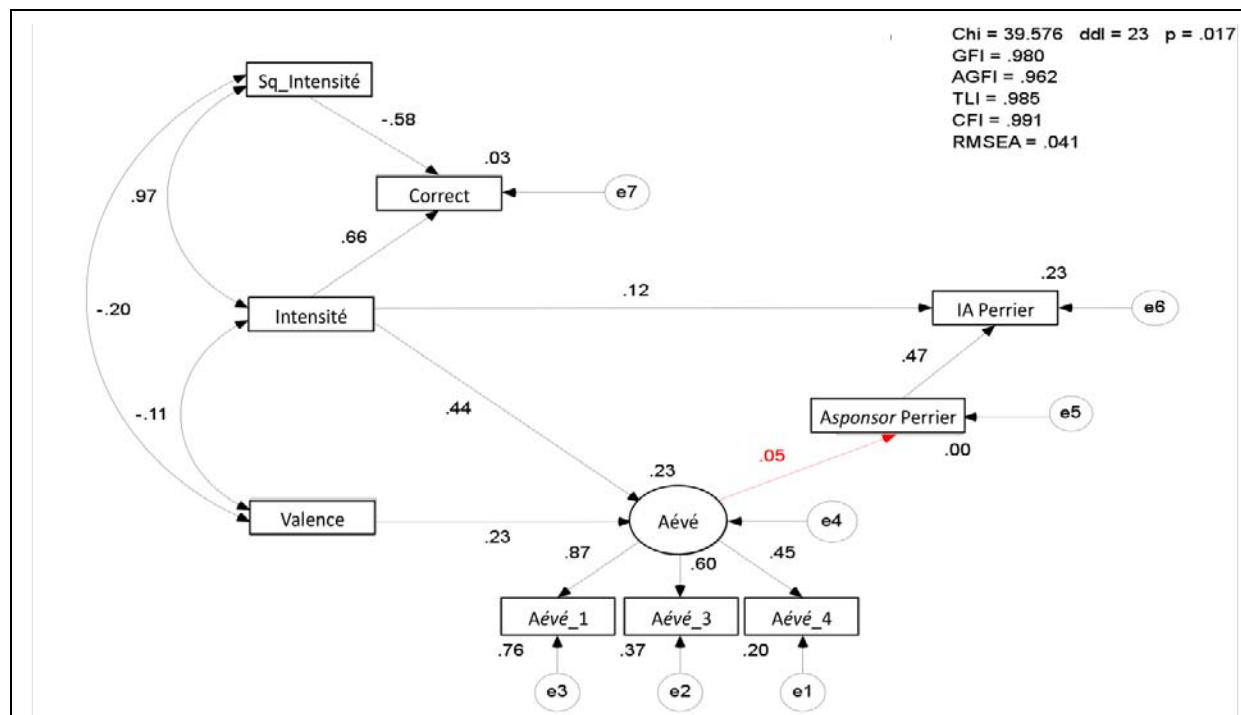 Chi = 39.576 ddl = 23 p = .017
GFI = .980
AGFI = .962
TLI = .985
CFI = .991
RMSEA = .041
Sq_Intensité
-.58
.03
Correct
e7
.97
.66
-.20
Intensité
.12
.23
IA Perrier
e6
.47
-.11
.44
Asponsor Perrier
e5
.05
.00
.23
Valence
.23
Aévé
e4
.87
.60
.45
Aévé_1
Aévé_3
Aévé_4
.76
.37
.20
e3
e2
e1